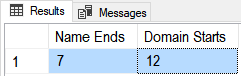 Results Messages
Name Ends Domain Starts
1 7 12